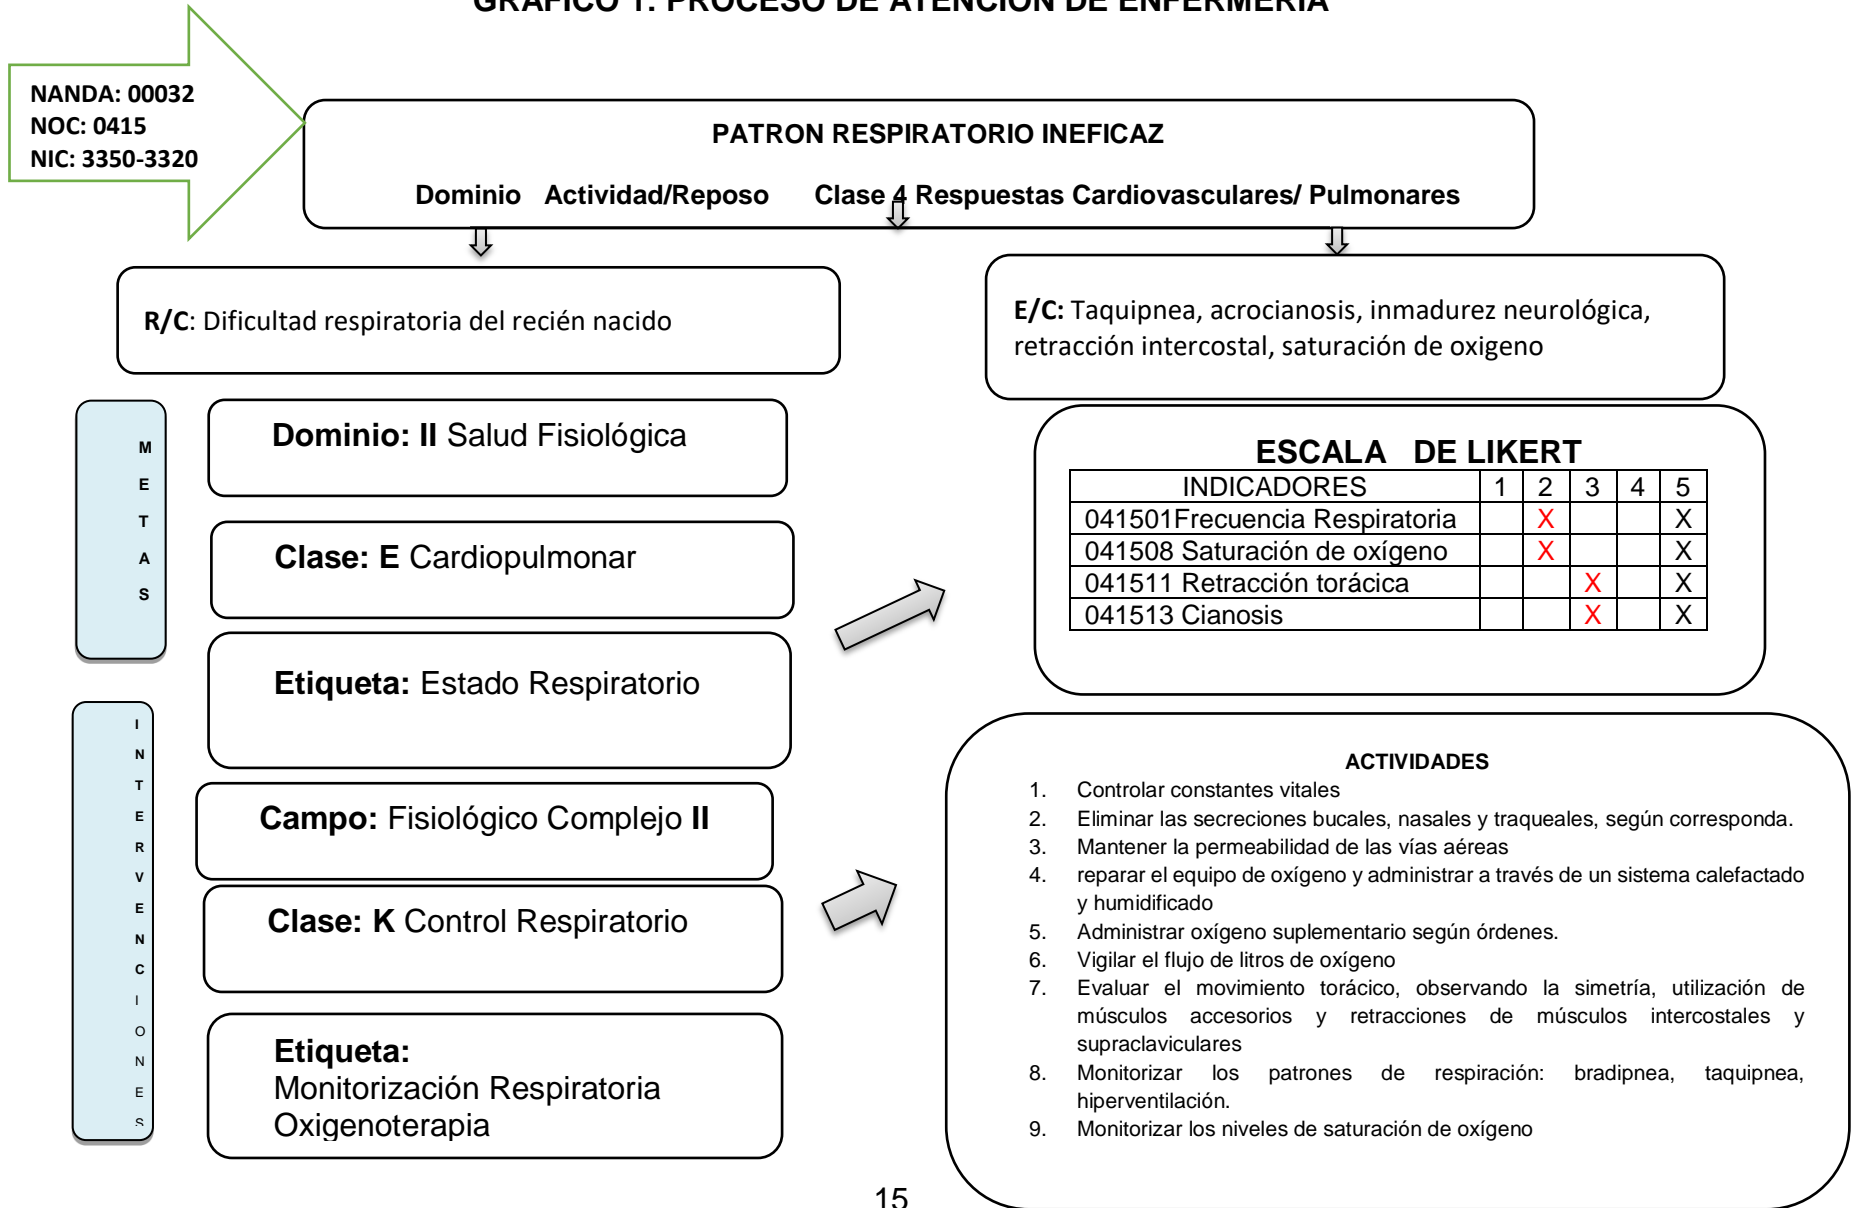 GRÁFICO 1: PROCESO DE ATENCIÓN DE ENFERMERÍA
NANDA: 00032
NOC: 0415
NIC: 3350-3320
PATRON RESPIRATORIO INEFICAZ
Dominio Actividad/Reposo Clase 4 Respuestas Cardiovasculares/ Pulmonares
R/C: Dificultad respiratoria del recién nacido
E/C: Taquipnea, acrocianosis, inmadurez neurológica,
retracción intercostal, saturación de oxigeno
METAS
Dominio: II Salud Fisiológica
Clase: E Cardiopulmonar
Etiqueta: Estado Respiratorio
ESCALA DE LIKERT
INDICADORES 1 2 3 4 5
041501Frecuencia Respiratoria X X
041508 Saturación de oxígeno X X
041511 Retracción torácica X X
041513 Cianosis X X
INTERVENCIONES
Campo: Fisiológico Complejo II
Clase: K Control Respiratorio
Etiqueta:
Monitorización Respiratoria
Oxigenoterapia
ACTIVIDADES
1. Controlar constantes vitales
2. Eliminar las secreciones bucales, nasales y traqueales, según corresponda.
3. Mantener la permeabilidad de las vías aéreas
4. reparar el equipo de oxígeno y administrar a través de un sistema calefactado
y humidificado
5. Administrar oxígeno suplementario según órdenes.
6. Vigilar el flujo de litros de oxígeno
7. Evaluar el movimiento torácico, observando la simetría, utilización de
músculos accesorios y retracciones de músculos intercostales y
supraclaviculares
8. Monitorizar los patrones de respiración: bradipnea, taquipnea,
hiperventilación.
9. Monitorizar los niveles de saturación de oxígeno
15